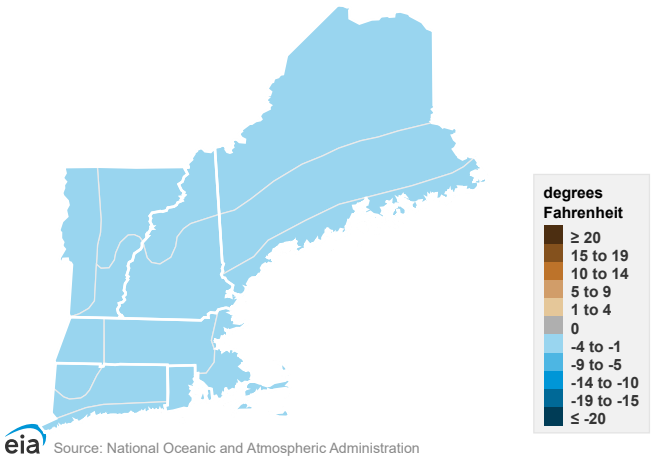 degrees
Fahrenheit
≥ 20
15 to 19
10 to 14
5 to 9
1 to 4
0
-4 to -1
-9 to -5
-14 to -10
-19 to -15
≤ -20
eia
Source: National Oceanic and Atmospheric Administration